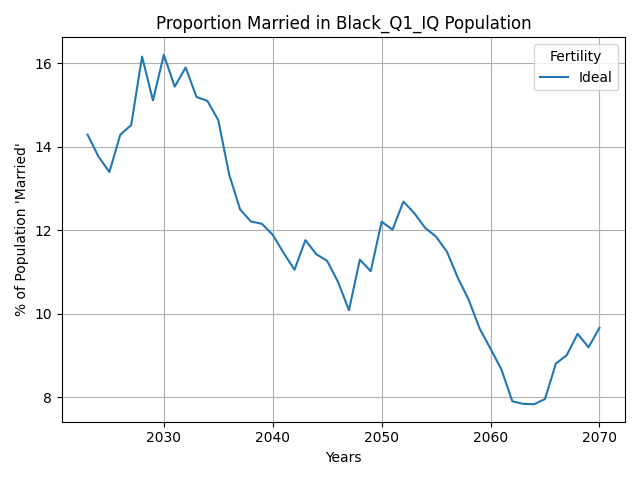 Proportion Married in Black_Q1_IQ Population
Fertility
Ideal
% of Population 'Married'
16
14
12
10
8
2030
2040
2050
2060
2070
Years